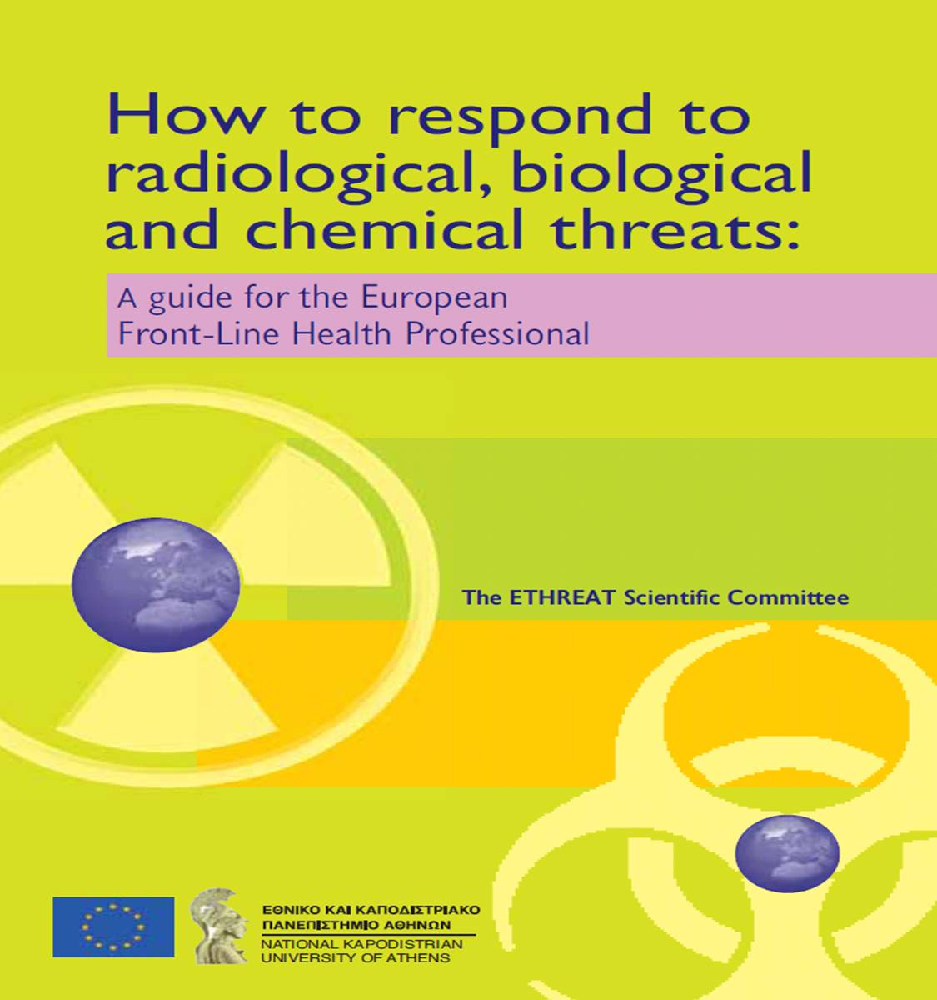 How to respond to
radiological, biological
and chemical threats:
A guide for the European
Front-Line Health Professional
The ETHREAT Scientific Committee
ΕΘΝΙΚΟ ΚΑΙ ΚΑΠΟΔΙΣΤΡΙΑΚΟ
ΠΑΝΕΠΙΣΤΗΜΙΟ ΑΘΗΝΩΝ
NATIONAL KAPODISTRIAN
UNIVERSITY OF ATHENS